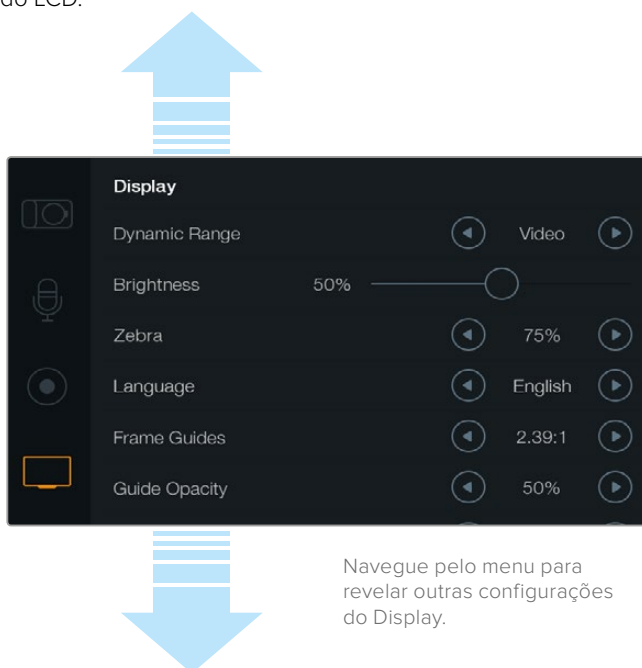 do LCD.
Display
Dynamic Range Video
Brightness 50%
Zebra 75%
Language English
Frame Guides 2.39:1
Guide Opacity 50%
Navegue pelo menu para
revelar outras configurações
do Display.